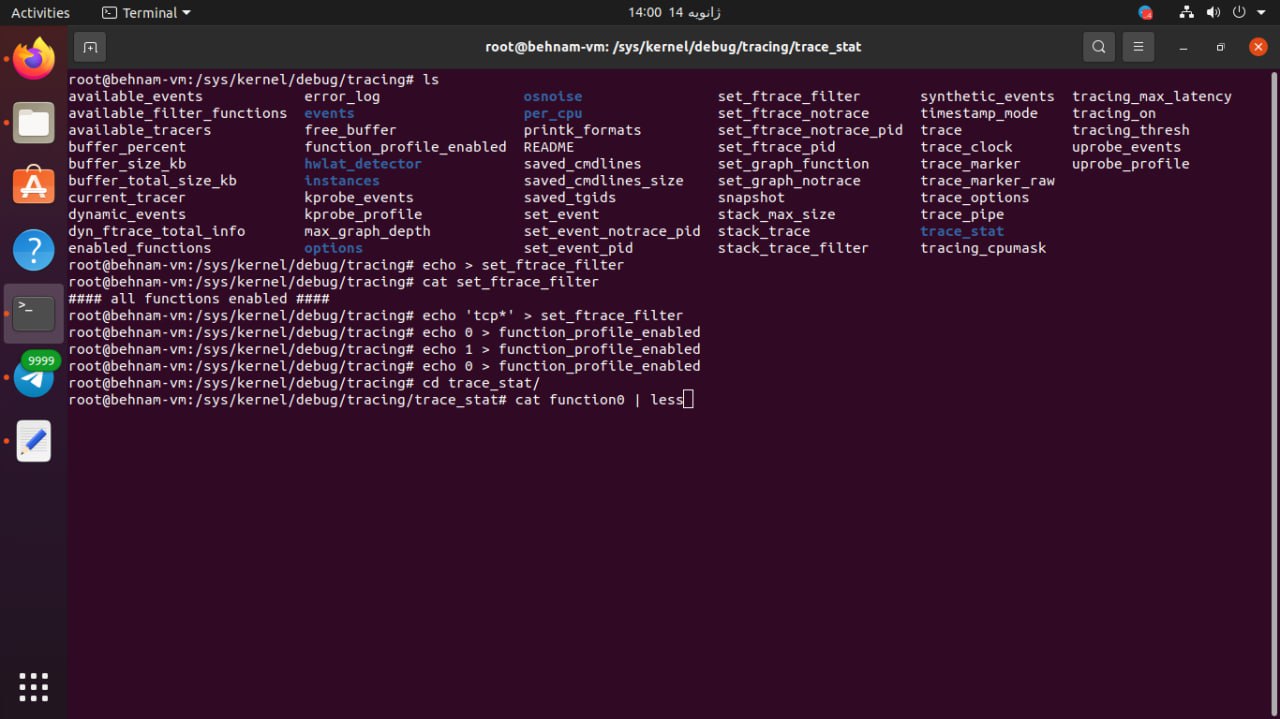 Activities Terminal 14:00 ژانویه 14
root@behnam-vm: /sys/kernel/debug/tracing/trace_stat
root@behnam-vm:/sys/kernel/debug/tracing# ls
available_events error_log osnoise set_ftrace_filter synthetic_events tracing_max_latency
available_filter_functions events per_cpu set_ftrace_notrace timestamp_mode tracing_on
available_tracers free_buffer printk_formats set_ftrace_notrace_pid trace tracing_thresh
buffer_percent function_profile_enabled README set_ftrace_pid trace_clock uprobe_events
buffer_size_kb hwlat_detector saved_cmdlines set_graph_function trace_marker uprobe_profile
buffer_total_size_kb instances saved_cmdlines_size set_graph_notrace trace_marker_raw
current_tracer kprobe_events saved_tgids snapshot trace_options
dynamic_events kprobe_profile set_event stack_max_size trace_pipe
dyn_ftrace_total_info max_graph_depth set_event_notrace_pid stack_trace trace_stat
enabled_functions options set_event_pid stack_trace_filter tracing_cpumask
root@behnam-vm:/sys/kernel/debug/tracing# echo > set_ftrace_filter
root@behnam-vm:/sys/kernel/debug/tracing# cat set_ftrace_filter
#### all functions enabled ####
root@behnam-vm:/sys/kernel/debug/tracing# echo 'tcp*' > set_ftrace_filter
root@behnam-vm:/sys/kernel/debug/tracing# echo 0 > function_profile_enabled
root@behnam-vm:/sys/kernel/debug/tracing# echo 1 > function_profile_enabled
root@behnam-vm:/sys/kernel/debug/tracing# echo 0 > function_profile_enabled
root@behnam-vm:/sys/kernel/debug/tracing# cd trace_stat/
root@behnam-vm:/sys/kernel/debug/tracing/trace_stat# cat function0 | less
9999